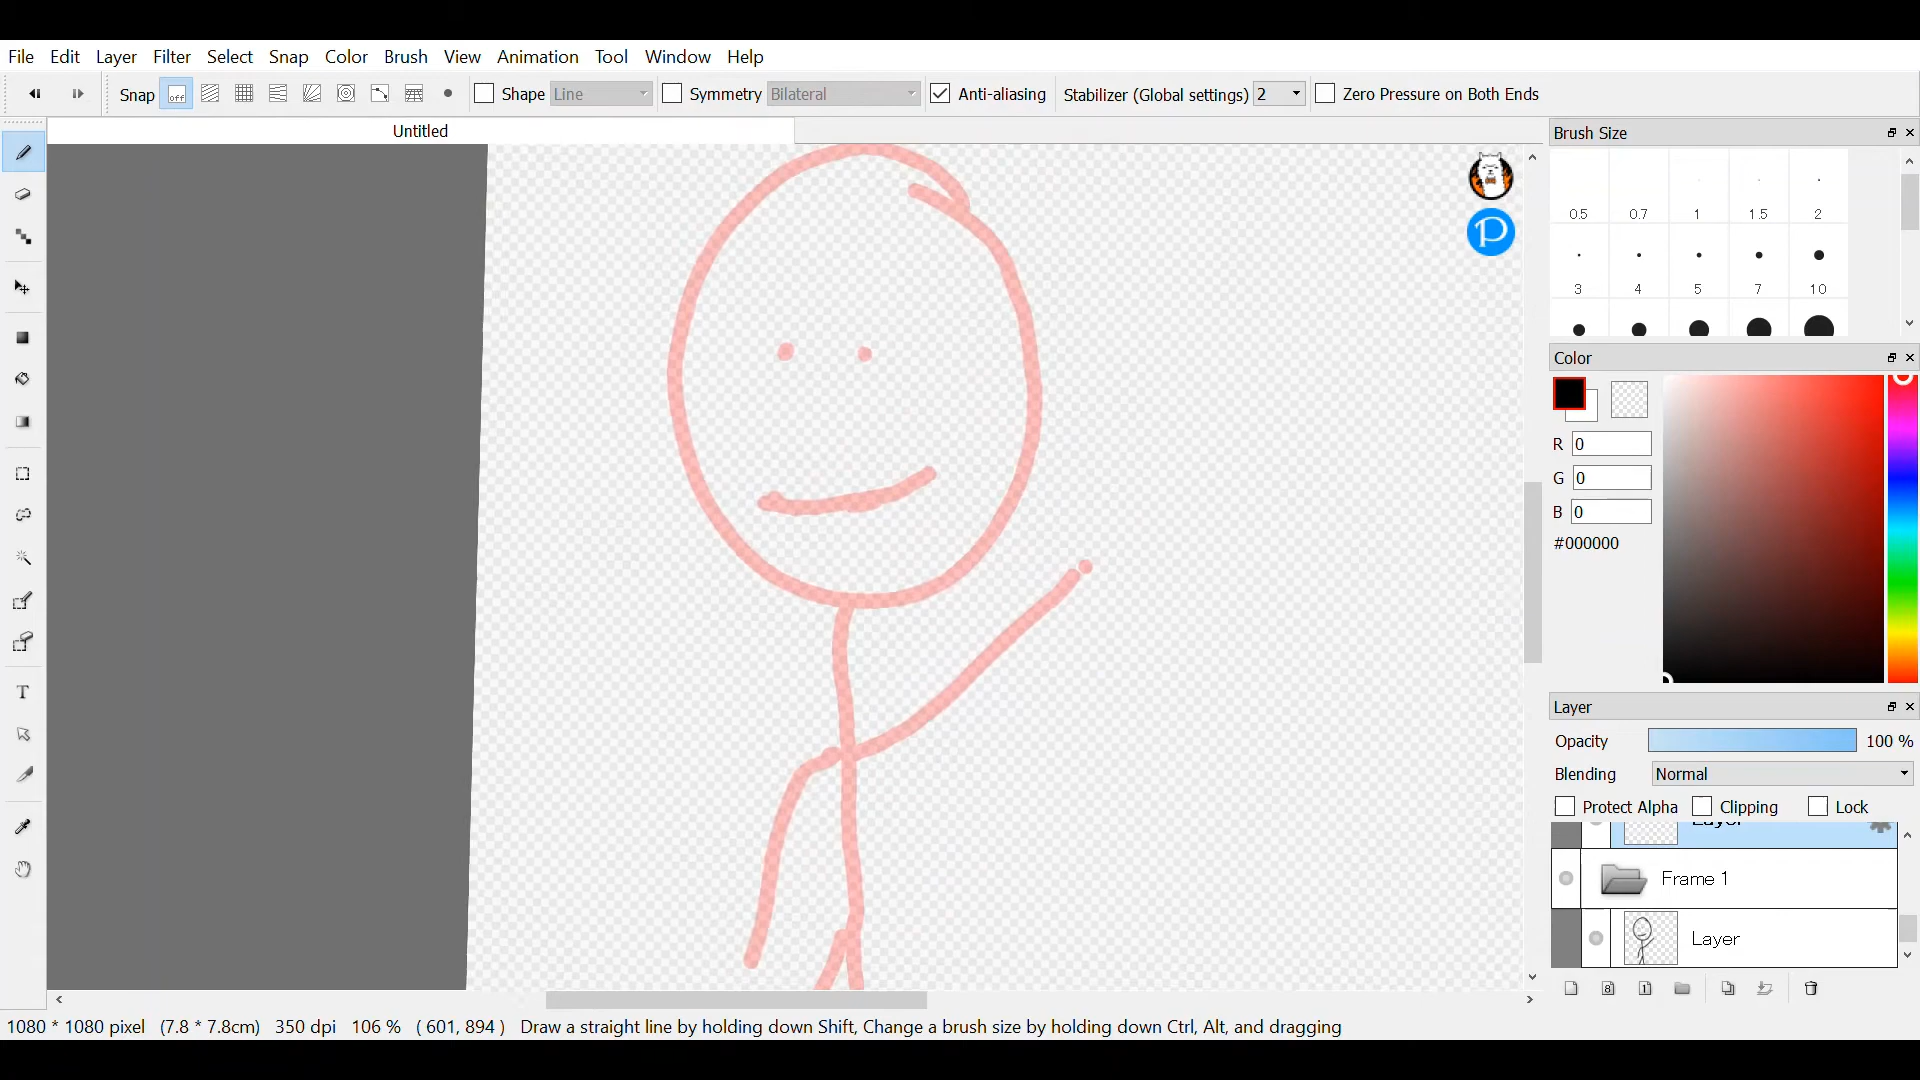 File Edit Layer Filter Select Snap Color Brush View Animation Tool Window Help
Snap off Shape Line Symmetry Bilateral Anti-aliasing Stabilizer (Global settings) 2 Zero Pressure on Both Ends
Untitled
Brush Size
0.5 0.7 1 1.5 2
3 4 5 7 10
Color
R 0
G 0
B 0
#000000
Layer
Opacity 100 %
Blending Normal
Protect Alpha Clipping Lock
Layer
Frame 1
Layer
T
P
8 1
1080 * 1080 pixel (7.8 * 7.8cm) 350 dpi 106 % ( 601, 894 ) Draw a straight line by holding down Shift, Change a brush size by holding down Ctrl, Alt, and dragging